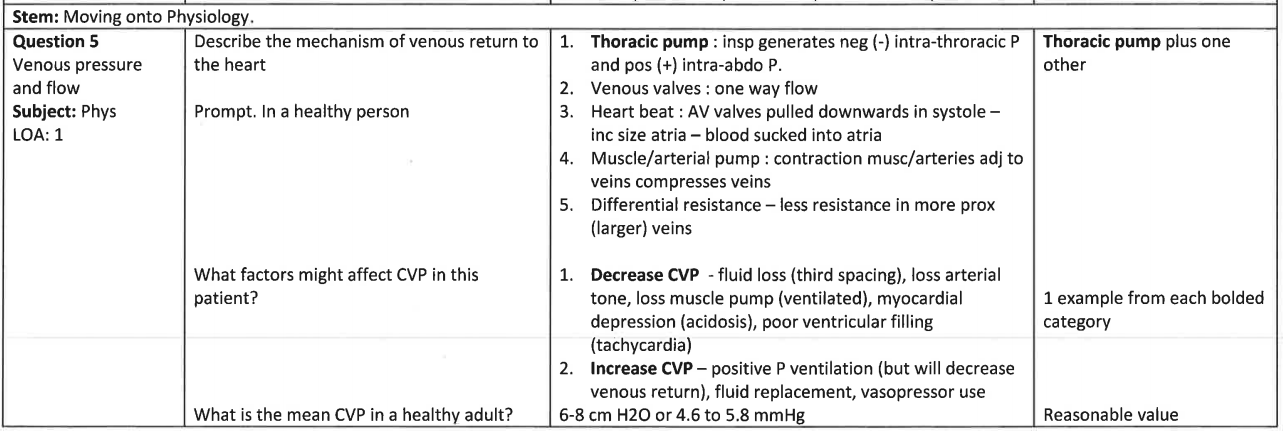 Stem: Moving onto Physiology.
Question 5
Venous pressure
and flow
Subject: Phys
LOA: 1
Describe the mechanism of venous return to
the heart
Prompt. In a healthy person
1. Thoracic pump : insp generates neg (-) intra-throracic P
and pos (+) intra-abdo P.
2. Venous valves : one way flow
3. Heart beat : AV valves pulled downwards in systole –
inc size atria – blood sucked into atria
4. Muscle/arterial pump : contraction musc/arteries adj to
veins compresses veins
5. Differential resistance – less resistance in more prox
(larger) veins
Thoracic pump plus one
other
What factors might affect CVP in this
patient?
1. Decrease CVP - fluid loss (third spacing), loss arterial
tone, loss muscle pump (ventilated), myocardial
depression (acidosis), poor ventricular filling
(tachycardia)
2. Increase CVP – positive P ventilation (but will decrease
venous return), fluid replacement, vasopressor use
1 example from each bolded
category
What is the mean CVP in a healthy adult?
6-8 cm H2O or 4.6 to 5.8 mmHg
Reasonable value